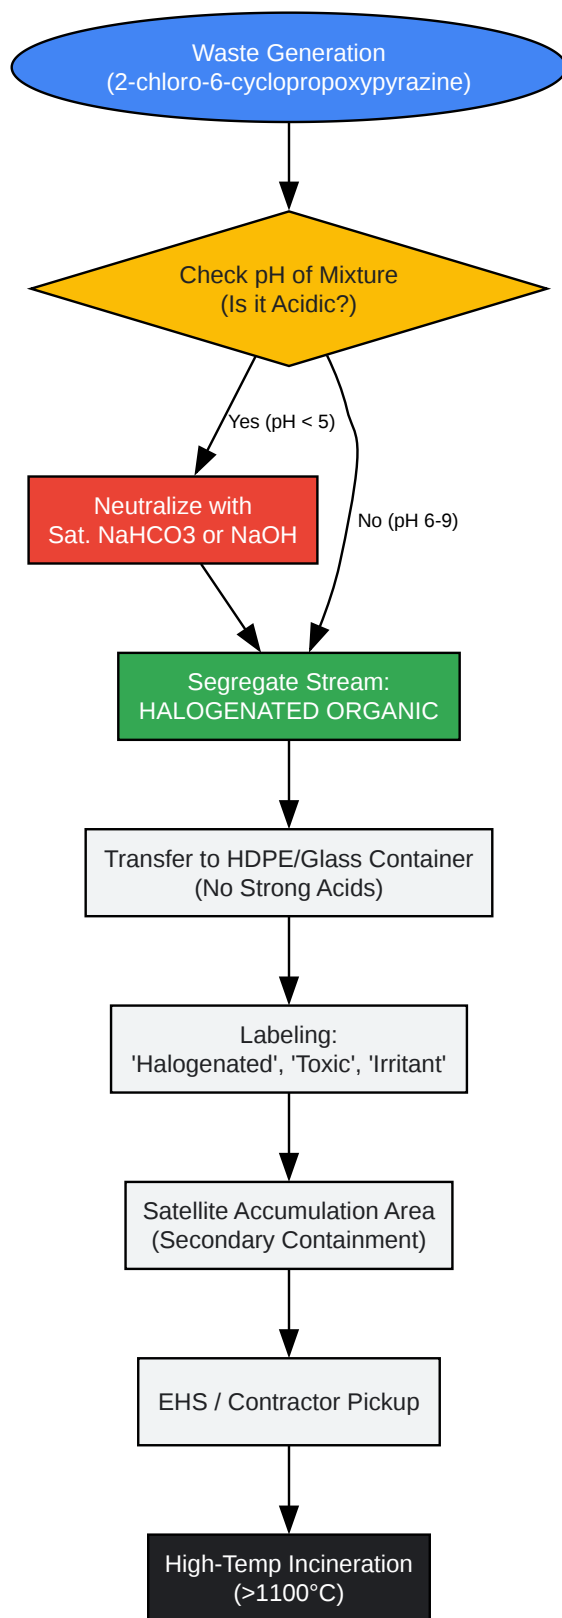 Waste Generation
(2-chloro-6-cyclopropoxypyrazine)
Check pH of Mixture
(Is it Acidic?)
Yes (pH < 5)
Neutralize with
Sat. NaHCO3 or NaOH
No (pH 6-9)
Segregate Stream:
HALOGENATED ORGANIC
Transfer to HDPE/Glass Container
(No Strong Acids)
Labeling:
'Halogenated', 'Toxic', 'Irritant'
Satellite Accumulation Area
(Secondary Containment)
EHS / Contractor Pickup
High-Temp Incineration
(>1100°C)